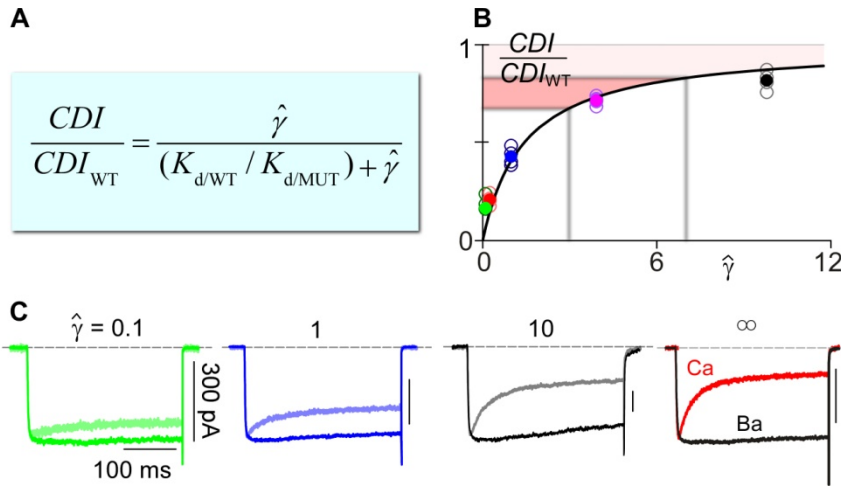 A
CDI / CDI_WT = γ̂ / ((K_d/WT / K_d/MUT) + γ̂)
B
1
CDI / CDI_WT
0
0 6 γ̂ 12
C
γ̂ = 0.1 1 10 ∞
300 pA
100 ms
Ca
Ba